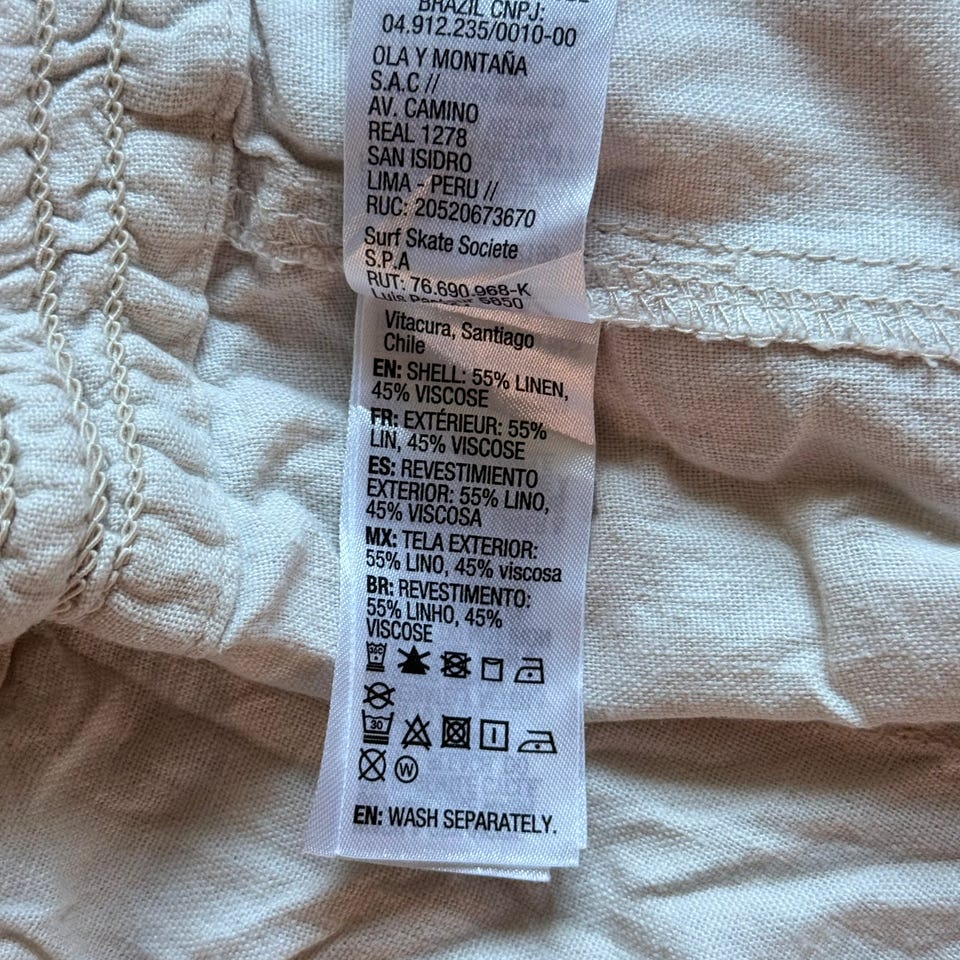 BRAZIL CNPJ:
04.912.235/0010-00
OLA Y MONTAÑA
S.A.C //
AV. CAMINO
REAL 1278
SAN ISIDRO
LIMA - PERU //
RUC: 20520673670
Surf Skate Societe
S.P.A
RUT: 76.690.968-K
Luis 5850
Vitacura, Santiago
Chile
EN: SHELL: 55% LINEN,
45% VISCOSE
FR: EXTÉRIEUR: 55%
LIN, 45% VISCOSE
ES: REVESTIMIENTO
EXTERIOR: 55% LINO,
45% VISCOSA
MX: TELA EXTERIOR:
55% LINO, 45% viscosa
BR: REVESTIMENTO:
55% LINHO, 45%
VISCOSE
30
W
EN: WASH SEPARATELY.